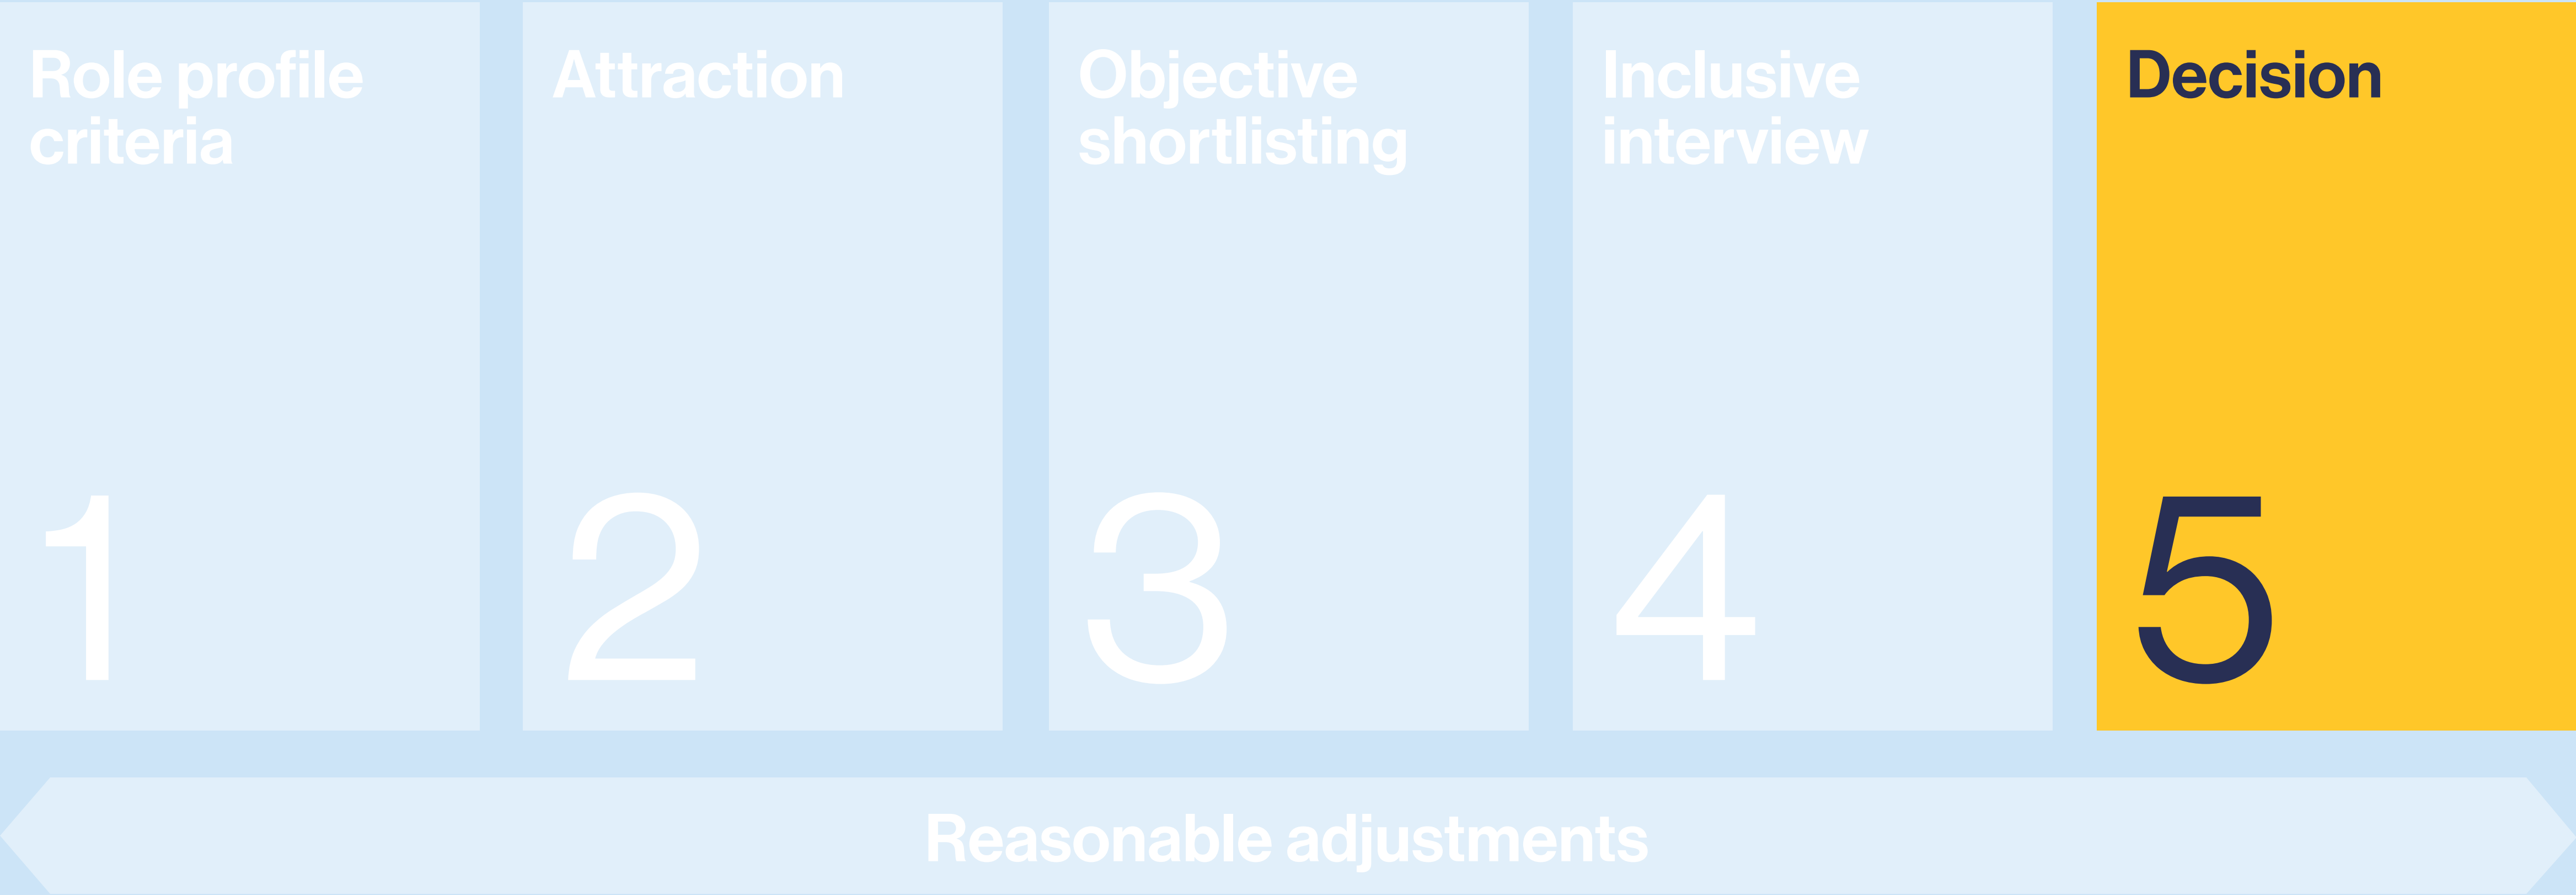 Role profile
criteria
1
Attraction
2
Objective
shortlisting
3
Inclusive
interview
4
Decision
5
Reasonable adjustments